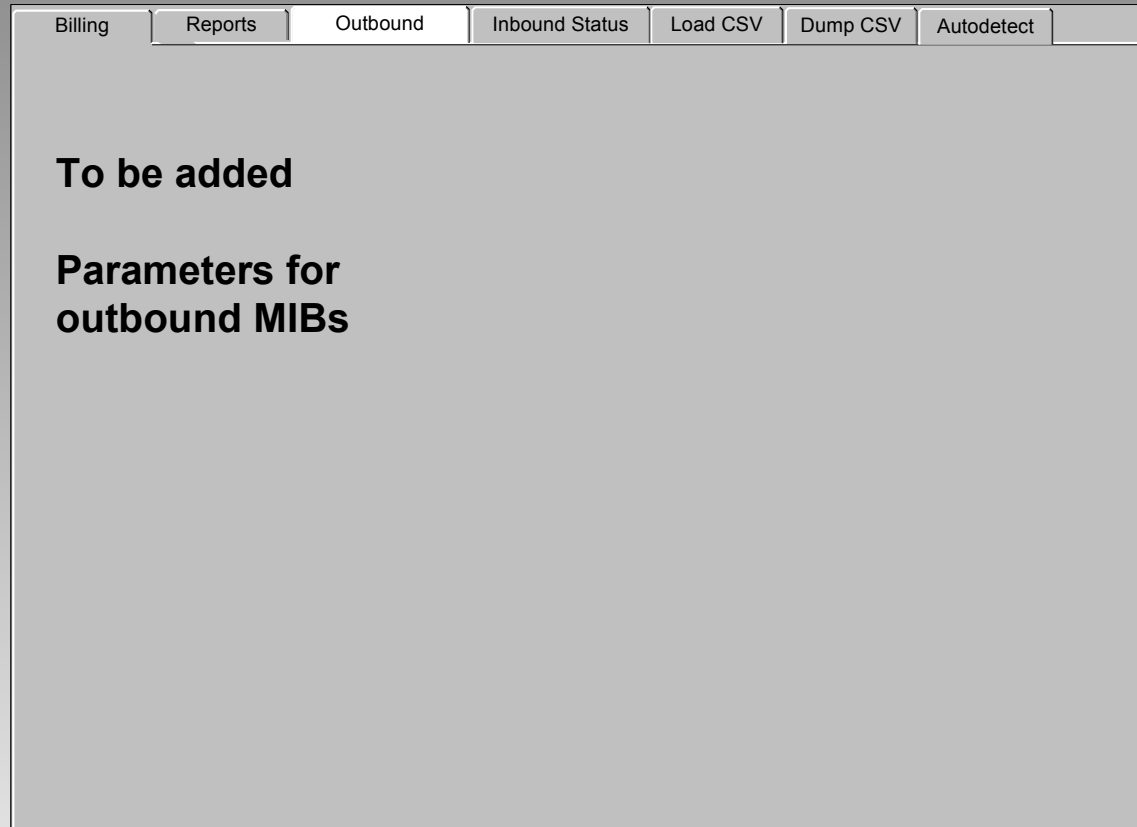 Billing Reports Outbound Inbound Status Load CSV Dump CSV Autodetect
To be added
Parameters for
outbound MIBs